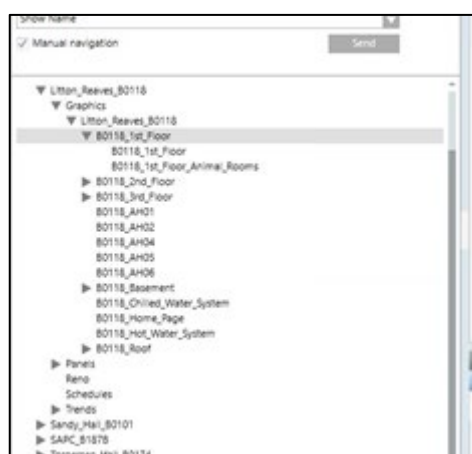 Show Name
Manual navigation
Send
Litton_Reaves_B0118
Graphics
Litton_Reaves_B0118
B0118_1st_Floor
B0118_1st_Floor
B0118_1st_Floor_Animal_Rooms
B0118_2nd_Floor
B0118_3rd_Floor
B0118_AH01
B0118_AH02
B0118_AH04
B0118_AH05
B0118_AH06
B0118_Basement
B0118_Chilled_Water_System
B0118_Home_Page
B0118_Hot_Water_System
B0118_Roof
Panels
Reno
Schedules
Trends
Sandy_Hall_B0101
SAPC_B1878